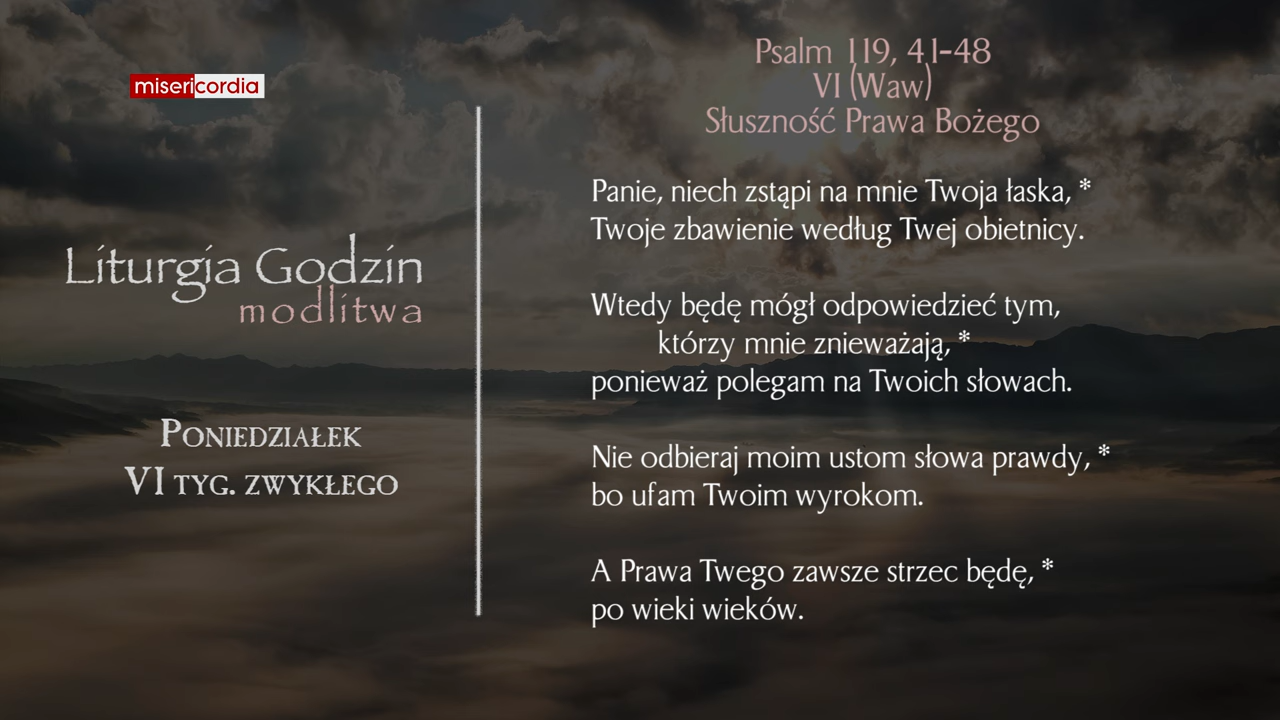 misericordia
Liturgia Godzin
modlitwa
Poniedziałek
VI tyg. zwykłego
Psalm 119, 41-48
VI (Waw)
Słuszność Prawa Bożego
Panie, niech zstąpi na mnie Twoja łaska, *
Twoje zbawienie według Twej obietnicy.
Wtedy będę mógł odpowiedzieć tym,
którzy mnie znieważają, *
ponieważ polegam na Twoich słowach.
Nie odbieraj moim ustom słowa prawdy, *
bo ufam Twoim wyrokom.
A Prawa Twego zawsze strzec będę, *
po wieki wieków.